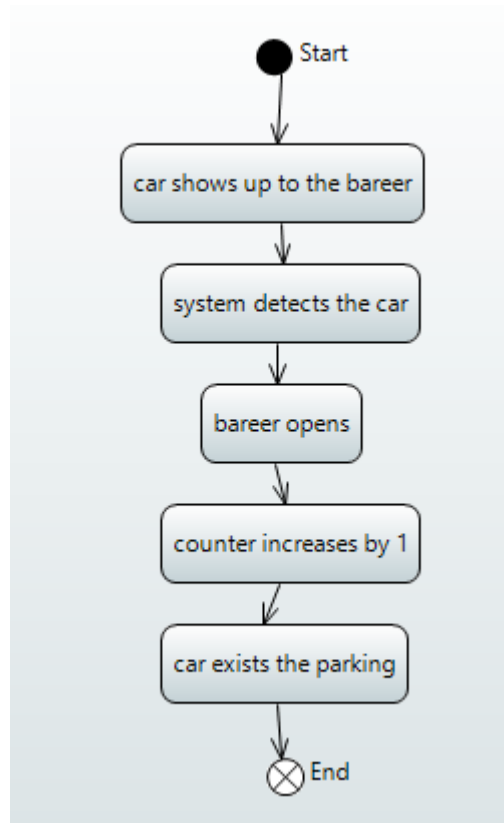 Start
car shows up to the bareer
system detects the car
bareer opens
counter increases by 1
car exists the parking
End